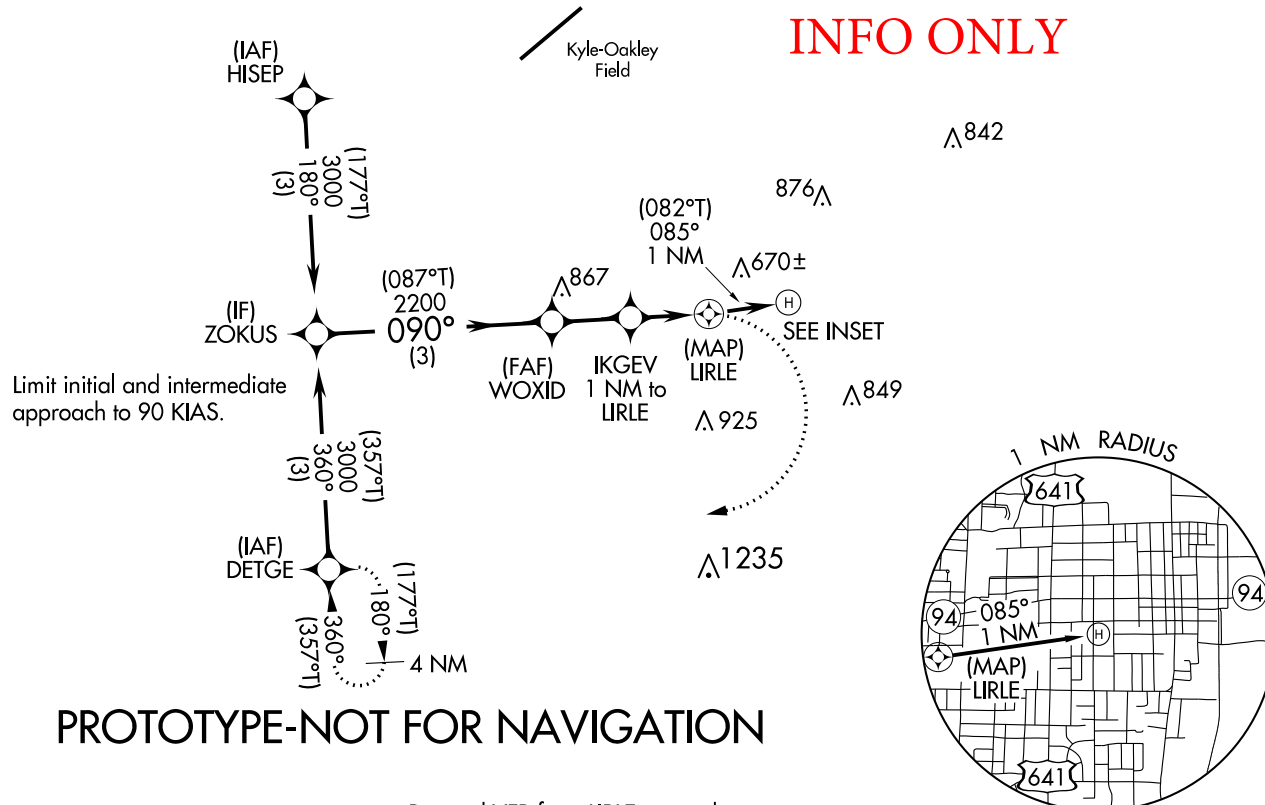 INFO ONLY
Kyle-Oakley
Field
(IAF)
HISEP
842
876
(177°T)
3000
180°
(3)
(082°T)
085°
1 NM
670±
867
(087°T)
2200
090°
(3)
(IF)
ZOKUS
H
SEE INSET
(FAF)
WOXID
IKGEV
1 NM to
LIRLE
(MAP)
LIRLE
Limit initial and intermediate
approach to 90 KIAS.
849
925
(357°T)
3000
360°
(3)
1 NM RADIUS
641
(IAF)
DETGE
1235
(177°T)
180°
360°
(357°T)
4 NM
94
94
085°
1 NM
H
(MAP)
LIRLE
641
PROTOTYPE-NOT FOR NAVIGATION